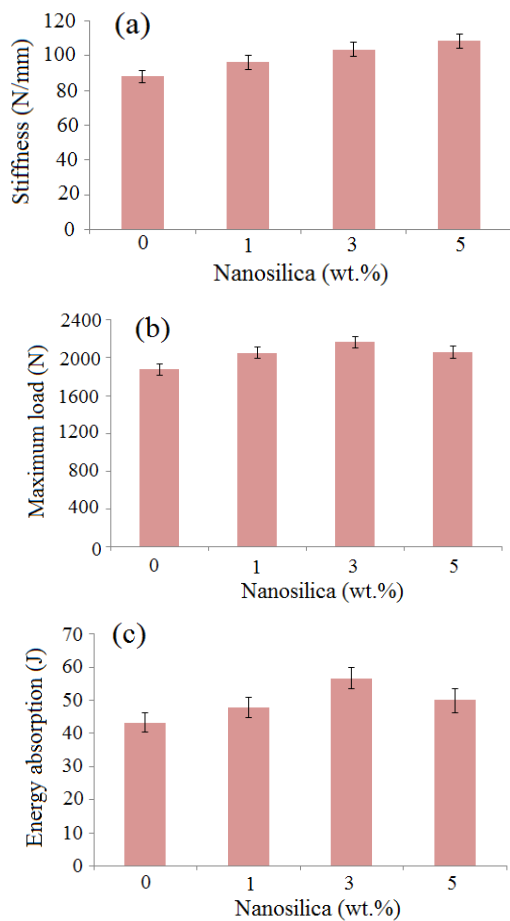 (a)
Stiffness (N/mm)
120
100
80
60
40
20
0
0 1 3 5
Nanosilica (wt.%)
(b)
Maximum load (N)
2400
2000
1600
1200
800
400
0
0 1 3 5
Nanosilica (wt.%)
(c)
Energy absorption (J)
70
60
50
40
30
20
10
0
0 1 3 5
Nanosilica (wt.%)